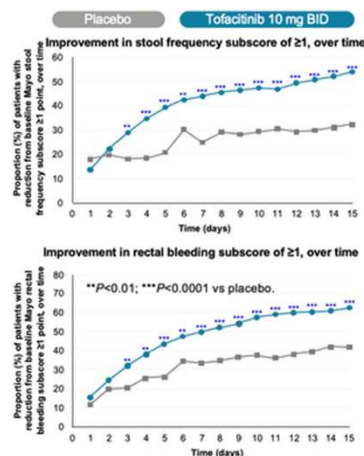 Placebo
Tofacitinib 10 mg BID
Improvement in stool frequency subscore of ≥1, over time
Proportion (%) of patients with
reduction from baseline Mayo stool
frequency subscore ≥1 point, over time
60
50
40
30
20
10
0
** *** *** ** *** *** *** *** *** *** *** *** ***
1 2 3 4 5 6 7 8 9 10 11 12 13 14 15
Time (days)
Improvement in rectal bleeding subscore of ≥1, over time
Proportion (%) of patients with
reduction from baseline Mayo rectal
bleeding subscore ≥1 point, over time
80
70
60
50
40
30
20
10
0
**P<0.01; ***P<0.0001 vs placebo.
** ** *** ** *** ** *** *** *** *** *** *** ***
1 2 3 4 5 6 7 8 9 10 11 12 13 14 15
Time (days)